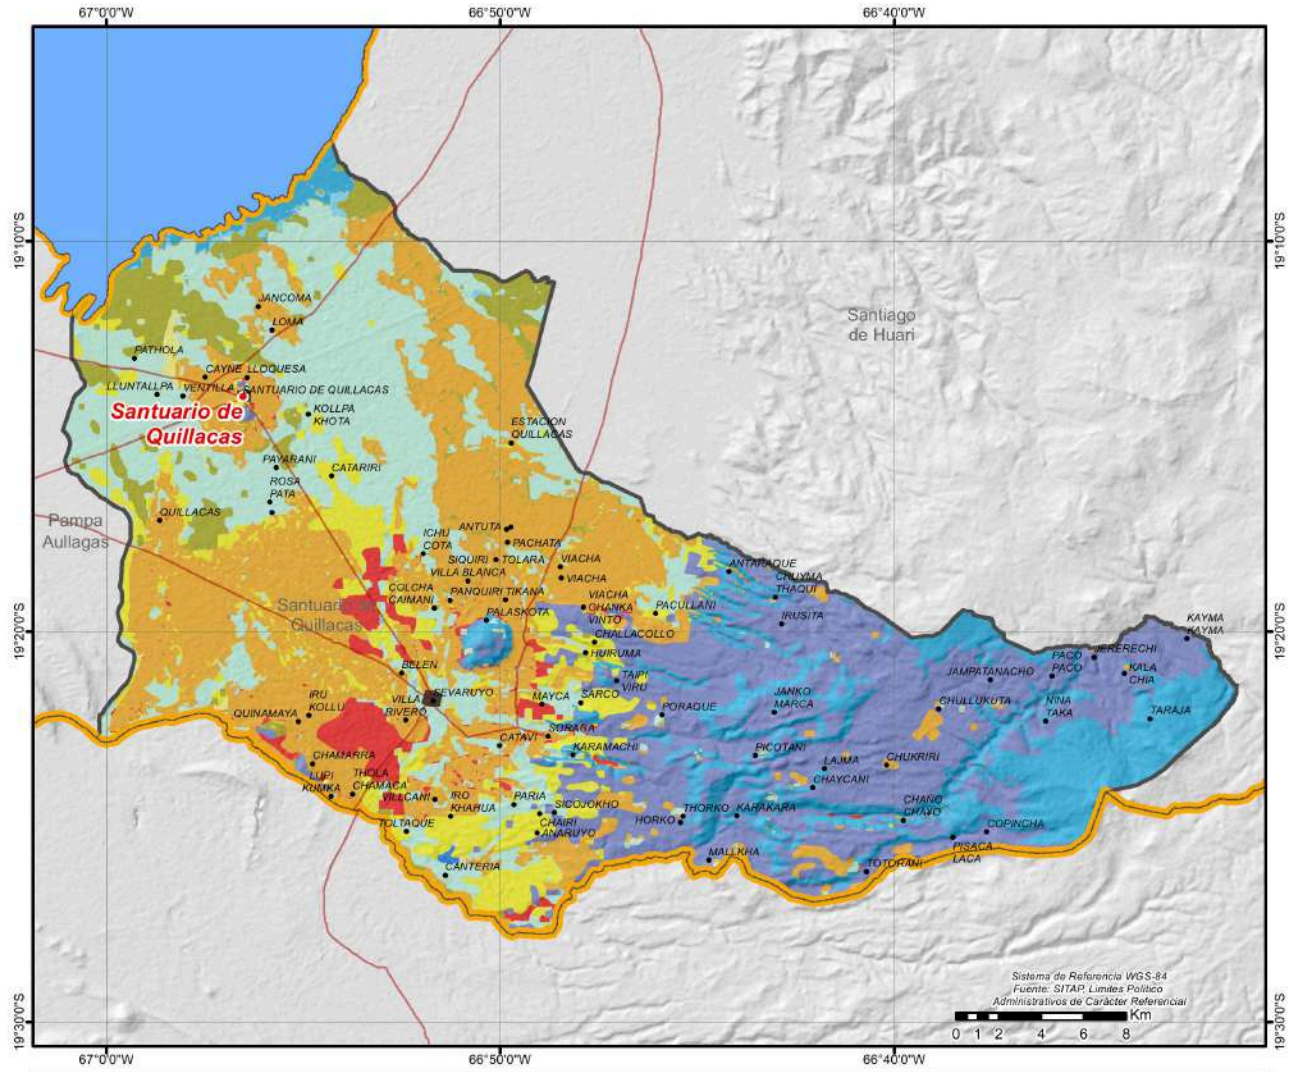 67°0'0"W
66°50'0"W
66°40'0"W
19°10'0"S
19°10'0"S
JANCOMA
LOMA
Santiago
de Huari
PATHOLA
CAYNE
LLOQUESA
LLUNTALLPA
VENTILLA
SANTUARIO DE QUILLACAS
Santuario de
Quillacas
KOLLPA
KHOTA
ESTACION
QUILLACAS
PAYARANI
CATARIRI
ROSA
PATA
QUILLACAS
Pampa
Aullagas
ICHU
COTA
ANTUTA
PACHATA
SIQUIRI
TOLARA
VIACHA
VIACHA
VILLA BLANCA
ANTARAQUE
CHUYMA
THAQUI
COLCHA
CAIMANI
PANQUIRI
TIKANA
VIACHA
CHANKA
VINTO
PACULLANI
IRUSITA
Santuario de
Quillacas
PALASKOTA
19°20'0"S
19°20'0"S
CHALLACOLLO
HUIRUMA
KAYMA
KAYMA
JERERECHI
PACO
PACO
KALA
CHIA
BELEN
TAIPI
VIRU
JAMPATANACHO
SEVARUYO
VILLA
RIVERO
MAYCA
SARCO
JANKO
MARCA
CHULLUKUTA
NINA
TAKA
TARAJA
IRU
KOLLU
QUINAMAYA
PORAQUE
SORAGA
CATAVI
KARAMACHI
PICOTANI
LAJMA
CHUKRIRI
CHAYCANI
CHAMARRA
LUPI
KUMKA
THOLA
CHAMACA
VILLCANI
IRO
KHAHUA
PARIA
SICOJOKHO
CHAIRI
ANARUYO
THORKO
HORKO
KARAKARA
CHAÑO
CHAYO
TOLTAQUE
COPINCHA
PISACA
LACA
MALLKHA
TOTORANI
CANTERIA
Sistema de Referencia WGS-84
Fuente: SITAP, Limites Político
Administrativos de Carácter Referencial
Km
0 1 2 4 6 8
19°30'0"S
19°30'0"S
67°0'0"W
66°50'0"W
66°40'0"W